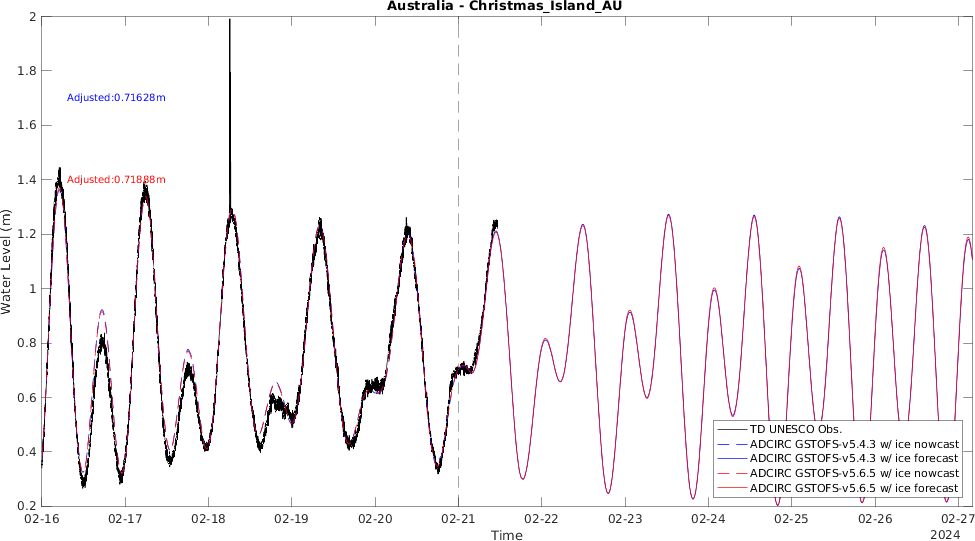 Australia - Christmas_Island_AU
2
1.8
1.6
1.4
1.2
1
0.8
0.6
0.4
0.2
Water Level (m)
Adjusted:0.71628m
Adjusted:0.71888m
TD UNESCO Obs.
ADCIRC GSTOFS-v5.4.3 w/ ice nowcast
ADCIRC GSTOFS-v5.4.3 w/ ice forecast
ADCIRC GSTOFS-v5.6.5 w/ ice nowcast
ADCIRC GSTOFS-v5.6.5 w/ ice forecast
02-16 02-17 02-18 02-19 02-20 02-21 02-22 02-23 02-24 02-25 02-26 02-27
Time
2024